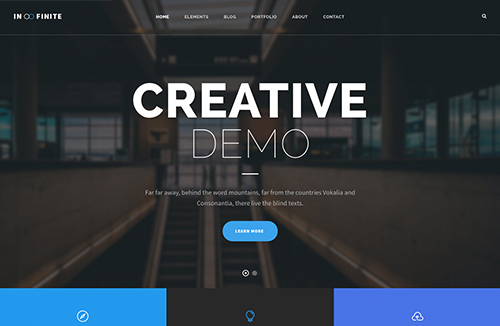 IN FINITE
HOME ELEMENTS BLOG PORTFOLIO ABOUT CONTACT
CREATIVE
DEMO
Far far away, behind the word mountains, far from the countries Vokalia and
Consonantia, there live the blind texts.
LEARN MORE